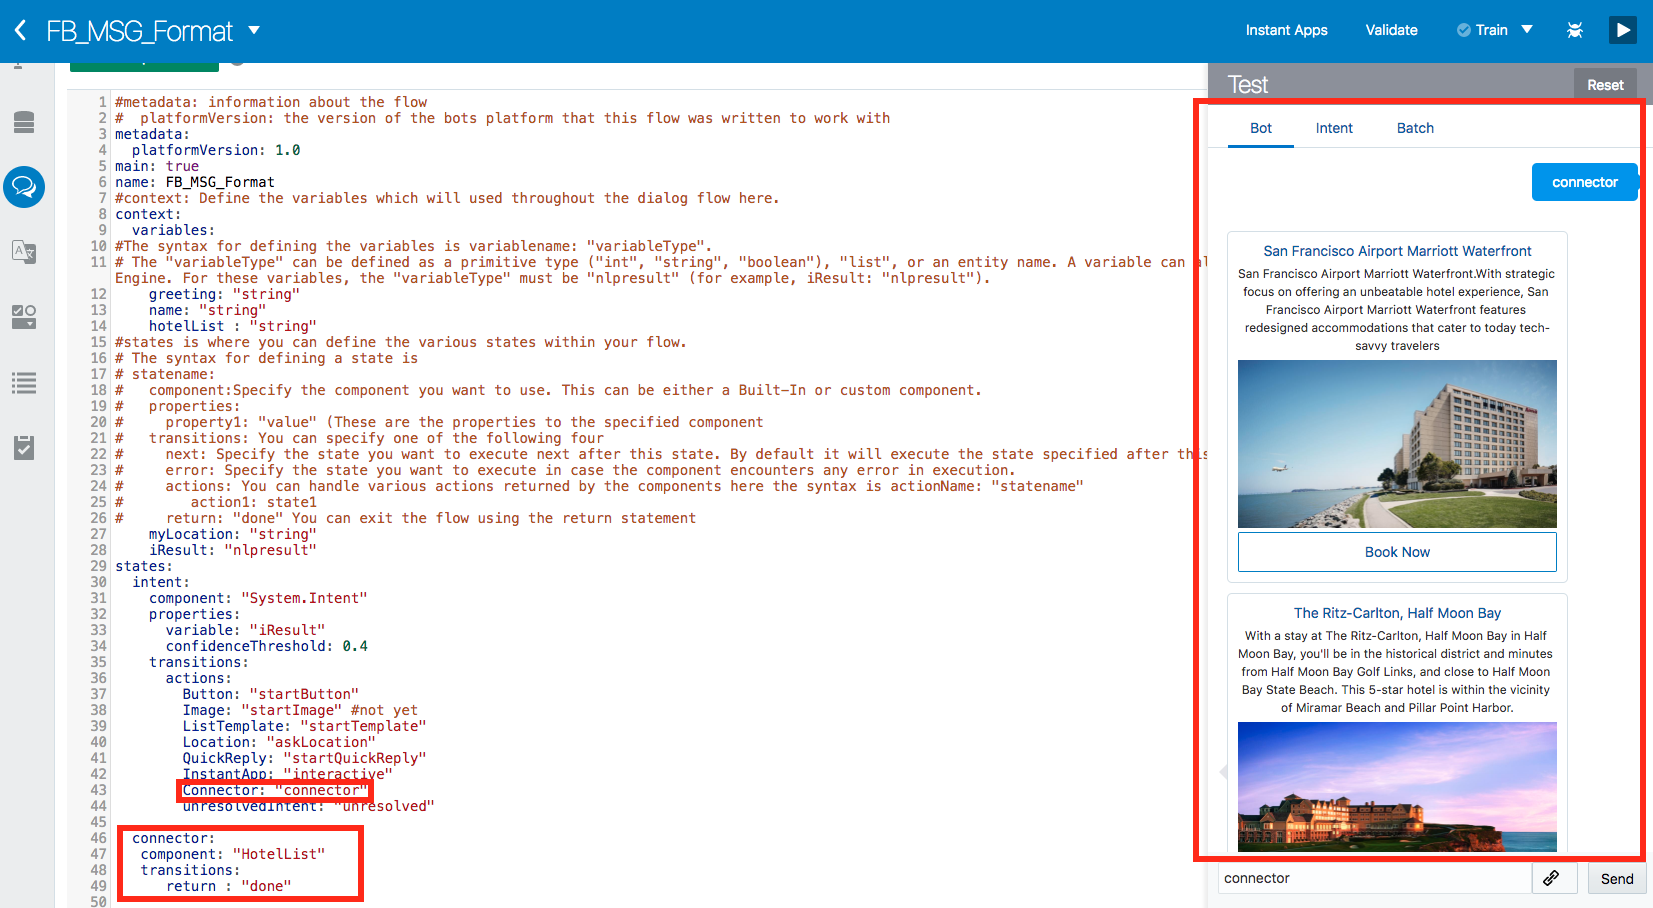 FB_MSG_Format
Instant Apps
Validate
Train
1 #metadata: information about the flow
2 #  platformVersion: the version of the bots platform that this flow was written to work with
3 metadata:
4   platformVersion: 1.0
5 main: true
6 name: FB_MSG_Format
7 #context: Define the variables which will used throughout the dialog flow here.
8 context:
9   variables:
10 #The syntax for defining the variables is variablename: "variableType".
11 # The "variableType" can be defined as a primitive type ("int", "string", "boolean"), "list", or an entity name. A variable can
Engine. For these variables, the "variableType" must be "nlpresult" (for example, iResult: "nlpresult").
12     greeting: "string"
13     name: "string"
14     hotelList : "string"
15 #states is where you can define the various states within your flow.
16 # The syntax for defining a state is
17 # statename:
18 #   component:Specify the component you want to use. This can be either a Built-In or custom component.
19 #   properties:
20 #     property1: "value" (These are the properties to the specified component
21 #   transitions: You can specify one of the following four
22 #     next: Specify the state you want to execute next after this state. By default it will execute the state specified after this
23 #     error: Specify the state you want to execute in case the component encounters any error in execution.
24 #     actions: You can handle various actions returned by the components here the syntax is actionName: "statename"
25 #        action1: state1
26 #     return: "done" You can exit the flow using the return statement
27     myLocation: "string"
28     iResult: "nlpresult"
29 states:
30   intent:
31     component: "System.Intent"
32     properties:
33       variable: "iResult"
34       confidenceThreshold: 0.4
35     transitions:
36       actions:
37         Button: "startButton"
38         Image: "startImage" #not yet
39         ListTemplate: "startTemplate"
40         Location: "askLocation"
41         QuickReply: "startQuickReply"
42         InstantApp: "interactive"
43         Connector: "connector"
44         unresolvedIntent: "unresolved"
45
46   connector:
47    component: "HotelList"
48    transitions:
49       return : "done"
50
Test
Reset
Bot
Intent
Batch
connector
San Francisco Airport Marriott Waterfront
San Francisco Airport Marriott Waterfront.With strategic
focus on offering an unbeatable hotel experience, San
Francisco Airport Marriott Waterfront features
redesigned accommodations that cater to today tech-
savvy travelers
Book Now
The Ritz-Carlton, Half Moon Bay
With a stay at The Ritz-Carlton, Half Moon Bay in Half
Moon Bay, you'll be in the historical district and minutes
from Half Moon Bay Golf Links, and close to Half Moon
Bay State Beach. This 5-star hotel is within the vicinity
of Miramar Beach and Pillar Point Harbor.
connector
Send